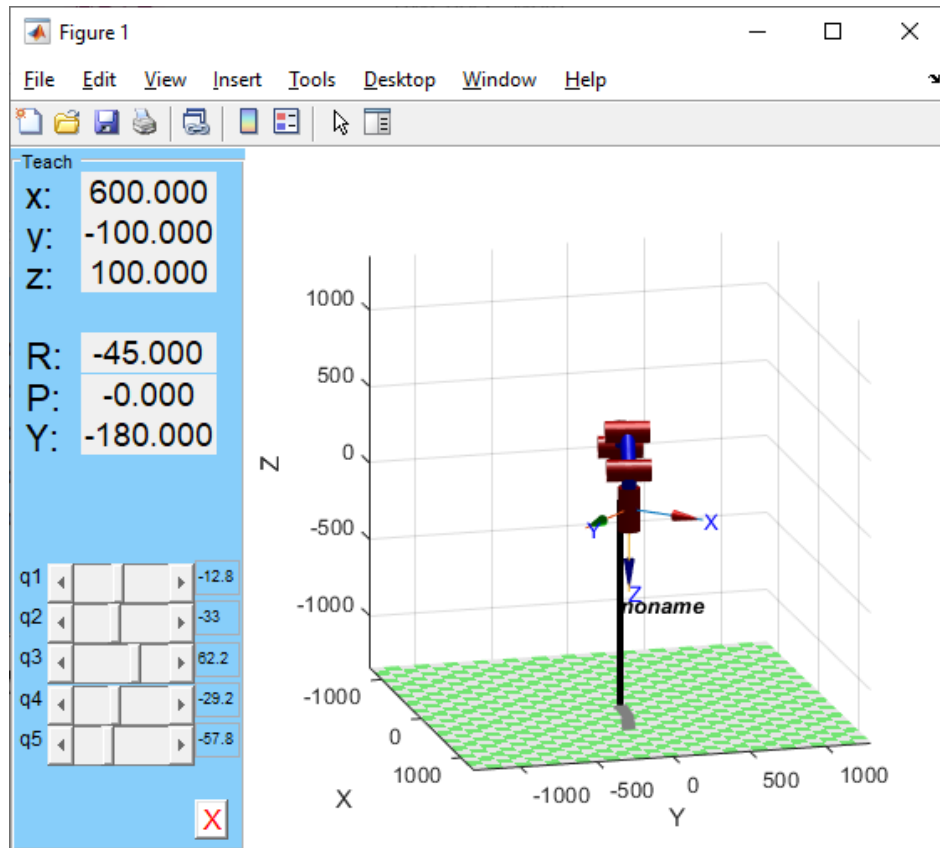 Figure 1
File Edit View Insert Tools Desktop Window Help
Teach
x: 600.000
y: -100.000
z: 100.000
R: -45.000
P: -0.000
Y: -180.000
q1 -12.8
q2 -33
q3 62.2
q4 -29.2
q5 -57.8
X
1000
500
0
-500
-1000
Z
X
Y
Z
noname
-1000
0
1000
X
-1000 -500 0 500 1000
Y